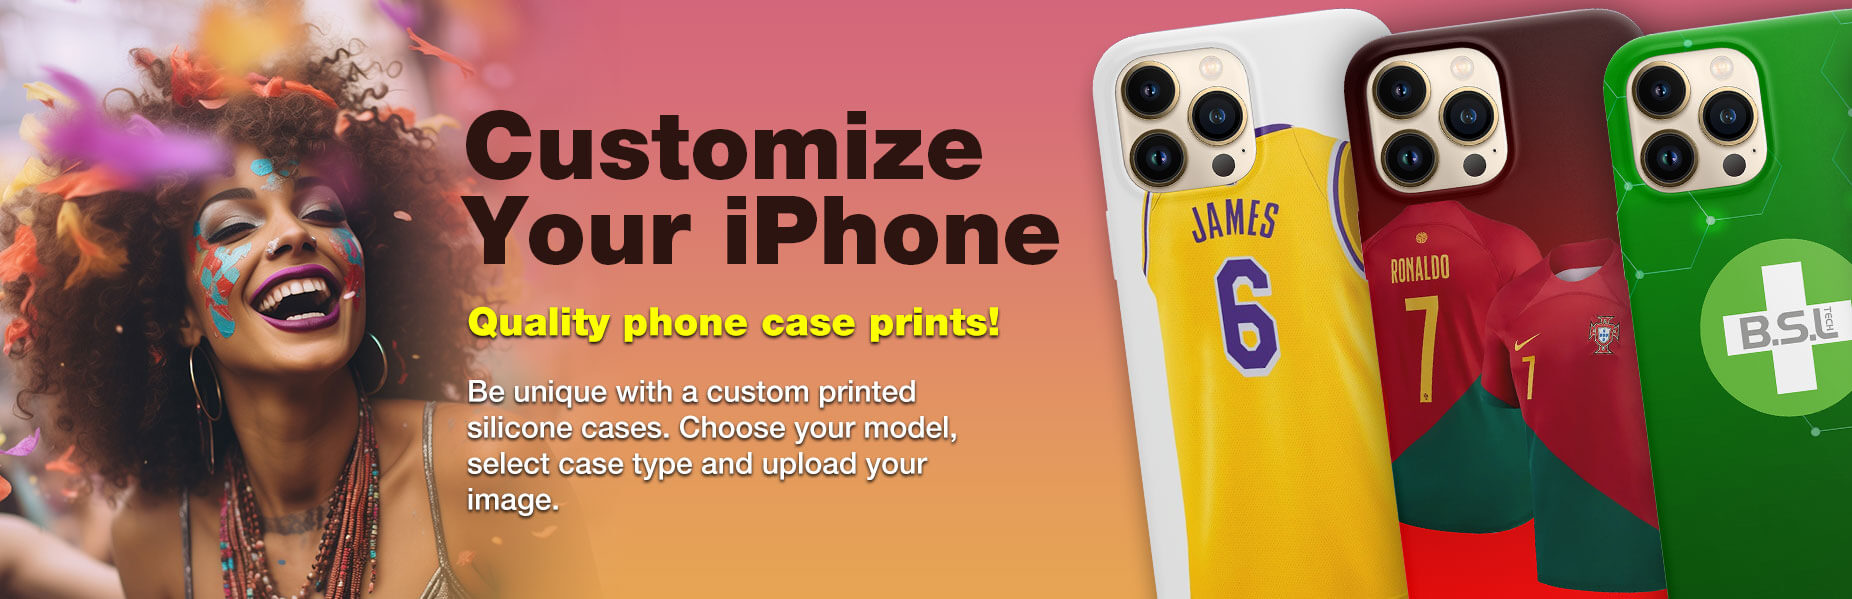 Customize
Your iPhone
Quality phone case prints!
Be unique with a custom printed
silicone cases. Choose your model,
select case type and upload your
image.
JAMES
6
RONALDO
7
7
B.S.L
TECH